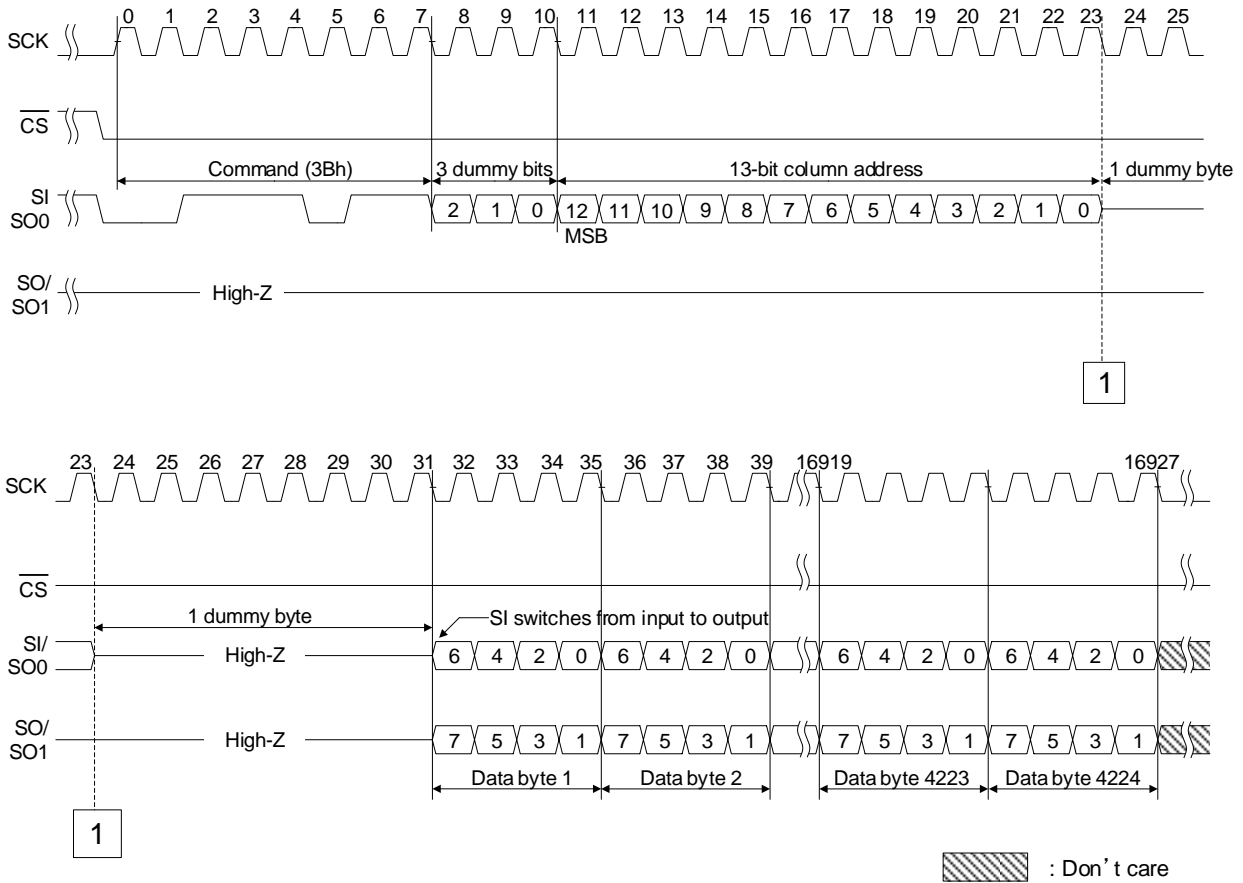 0 1 2 3 4 5 6 7 8 9 10 11 12 13 14 15 16 17 18 19 20 21 22 23 24 25
SCK
CS
Command (3Bh) 3 dummy bits 13-bit column address 1 dummy byte
SI
SO0
2 1 0 12 11 10 9 8 7 6 5 4 3 2 1 0
MSB
SO/
SO1
High-Z
1
23 24 25 26 27 28 29 30 31 32 33 34 35 36 37 38 39 16919 16927
SCK
CS
1 dummy byte
SI switches from input to output
SI/
SO0
High-Z
6 4 2 0 6 4 2 0 6 4 2 0 6 4 2 0
SO/
SO1
High-Z
7 5 3 1 7 5 3 1 7 5 3 1 7 5 3 1
Data byte 1 Data byte 2 Data byte 4223 Data byte 4224
1
: Don't care